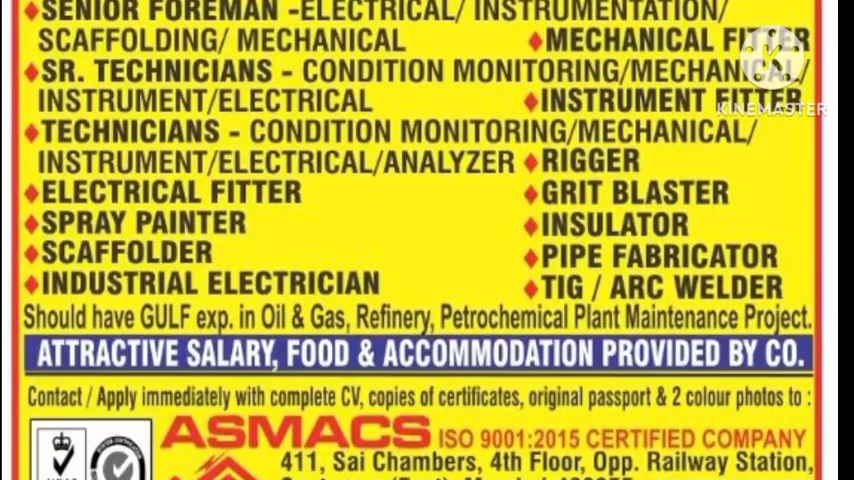 ♦SENIOR FOREMAN -ELECTRICAL/ INSTRUMENTATION/
SCAFFOLDING/ MECHANICAL ♦MECHANICAL FITTER
♦SR. TECHNICIANS - CONDITION MONITORING/MECHANICAL/
INSTRUMENT/ELECTRICAL ♦INSTRUMENT FITTER
KINEMASTER
♦TECHNICIANS - CONDITION MONITORING/MECHANICAL/
INSTRUMENT/ELECTRICAL/ANALYZER ♦RIGGER
♦ELECTRICAL FITTER ♦GRIT BLASTER
♦SPRAY PAINTER ♦INSULATOR
♦SCAFFOLDER ♦PIPE FABRICATOR
♦INDUSTRIAL ELECTRICIAN ♦TIG / ARC WELDER
Should have GULF exp. in Oil & Gas, Refinery, Petrochemical Plant Maintenance Project.
ATTRACTIVE SALARY, FOOD & ACCOMMODATION PROVIDED BY CO.
Contact / Apply immediately with complete CV, copies of certificates, original passport & 2 colour photos to :
ASMACS ISO 9001:2015 CERTIFIED COMPANY
411, Sai Chambers, 4th Floor, Opp. Railway Station,